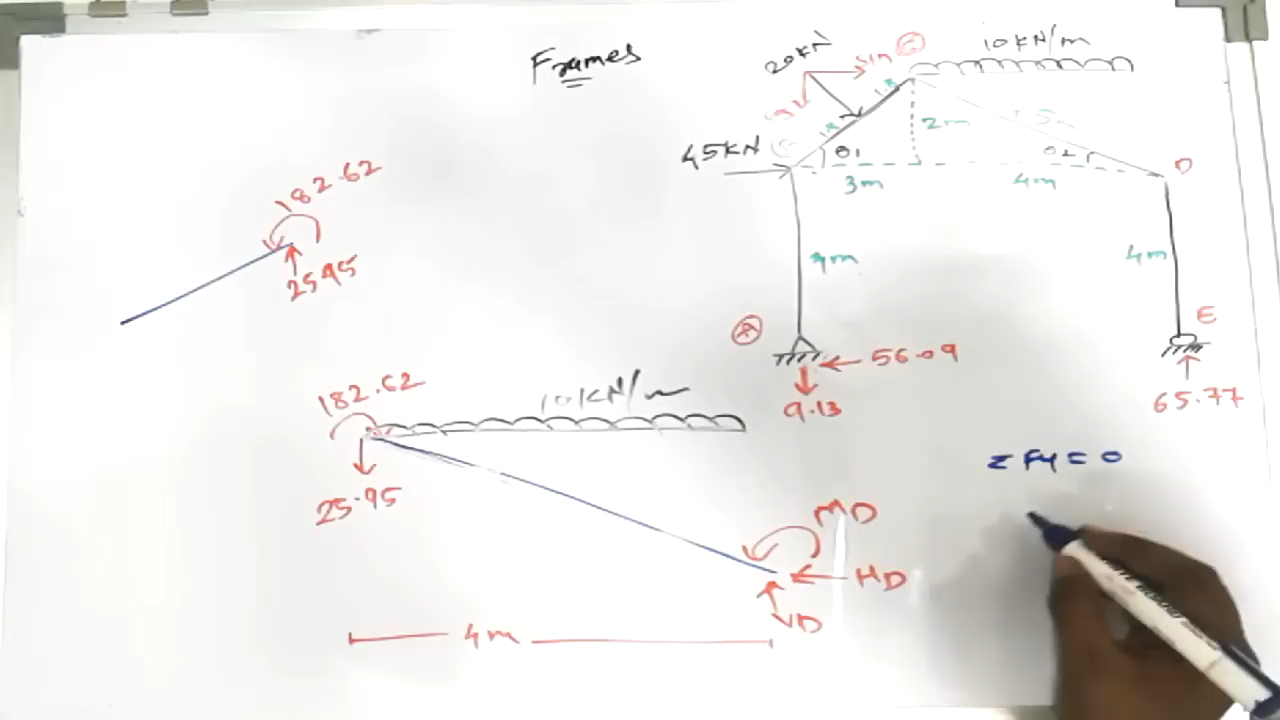 Frames
20KN
C
10KN/m
45KN
θ1
2m
θ2
D
3m
4m
4m
4m
A
E
56.09
9.13
65.77
182.62
25.95
182.62
10KN/m
25.95
MD
HD
VD
4m
ΣFy = 0